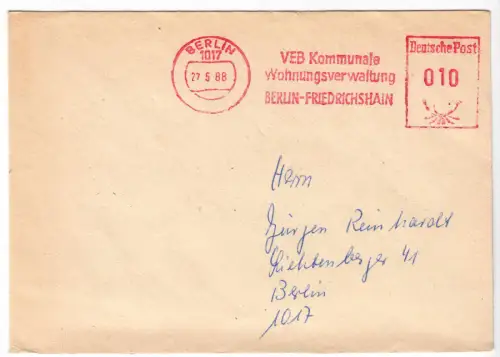 BERLIN
1017
27 5 88
VEB Kommunale
Wohnungsverwaltung
BERLIN-FRIEDRICHSHAIN
Deutsche Post
010
Herrn
Jürgen Reinhardt
Lichtenberger 41
Berlin
1017